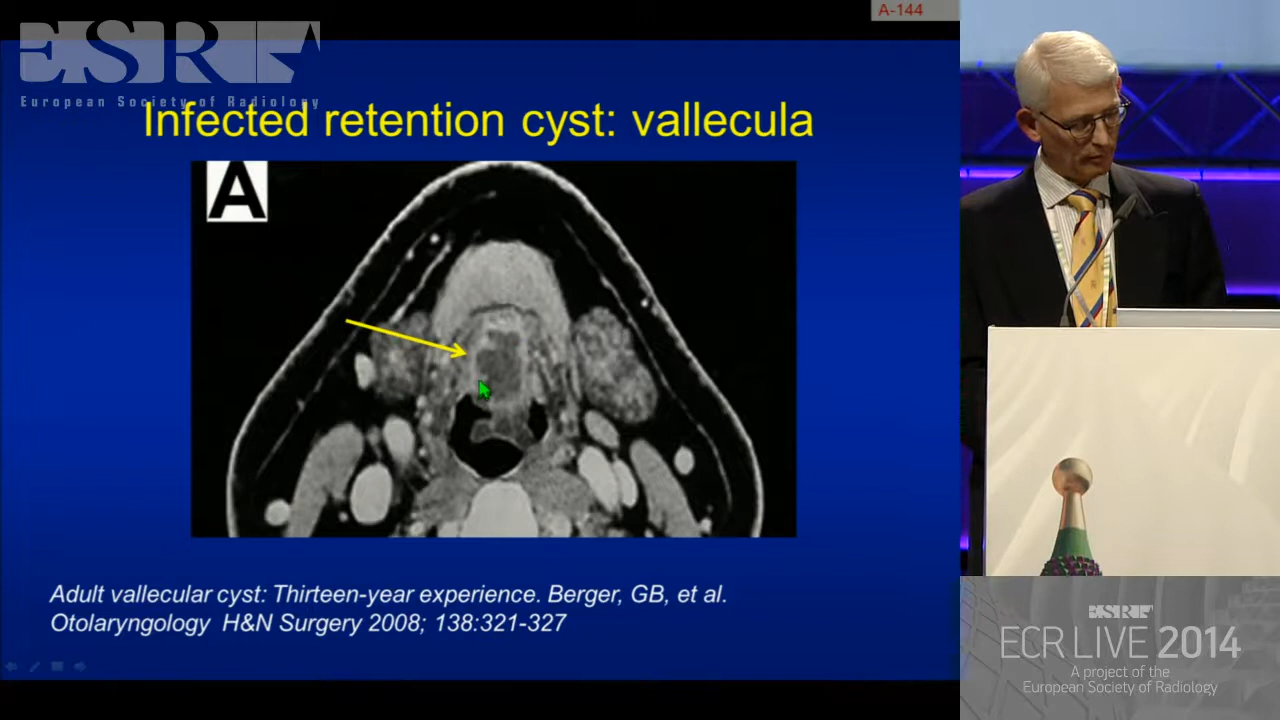 A-144
ESR
European Society of Radiology
Infected retention cyst: vallecula
A
Adult vallecular cyst: Thirteen-year experience. Berger, GB, et al.
Otolaryngology H&N Surgery 2008; 138:321-327
ESR
ECR LIVE 2014
A project of the
European Society of Radiology